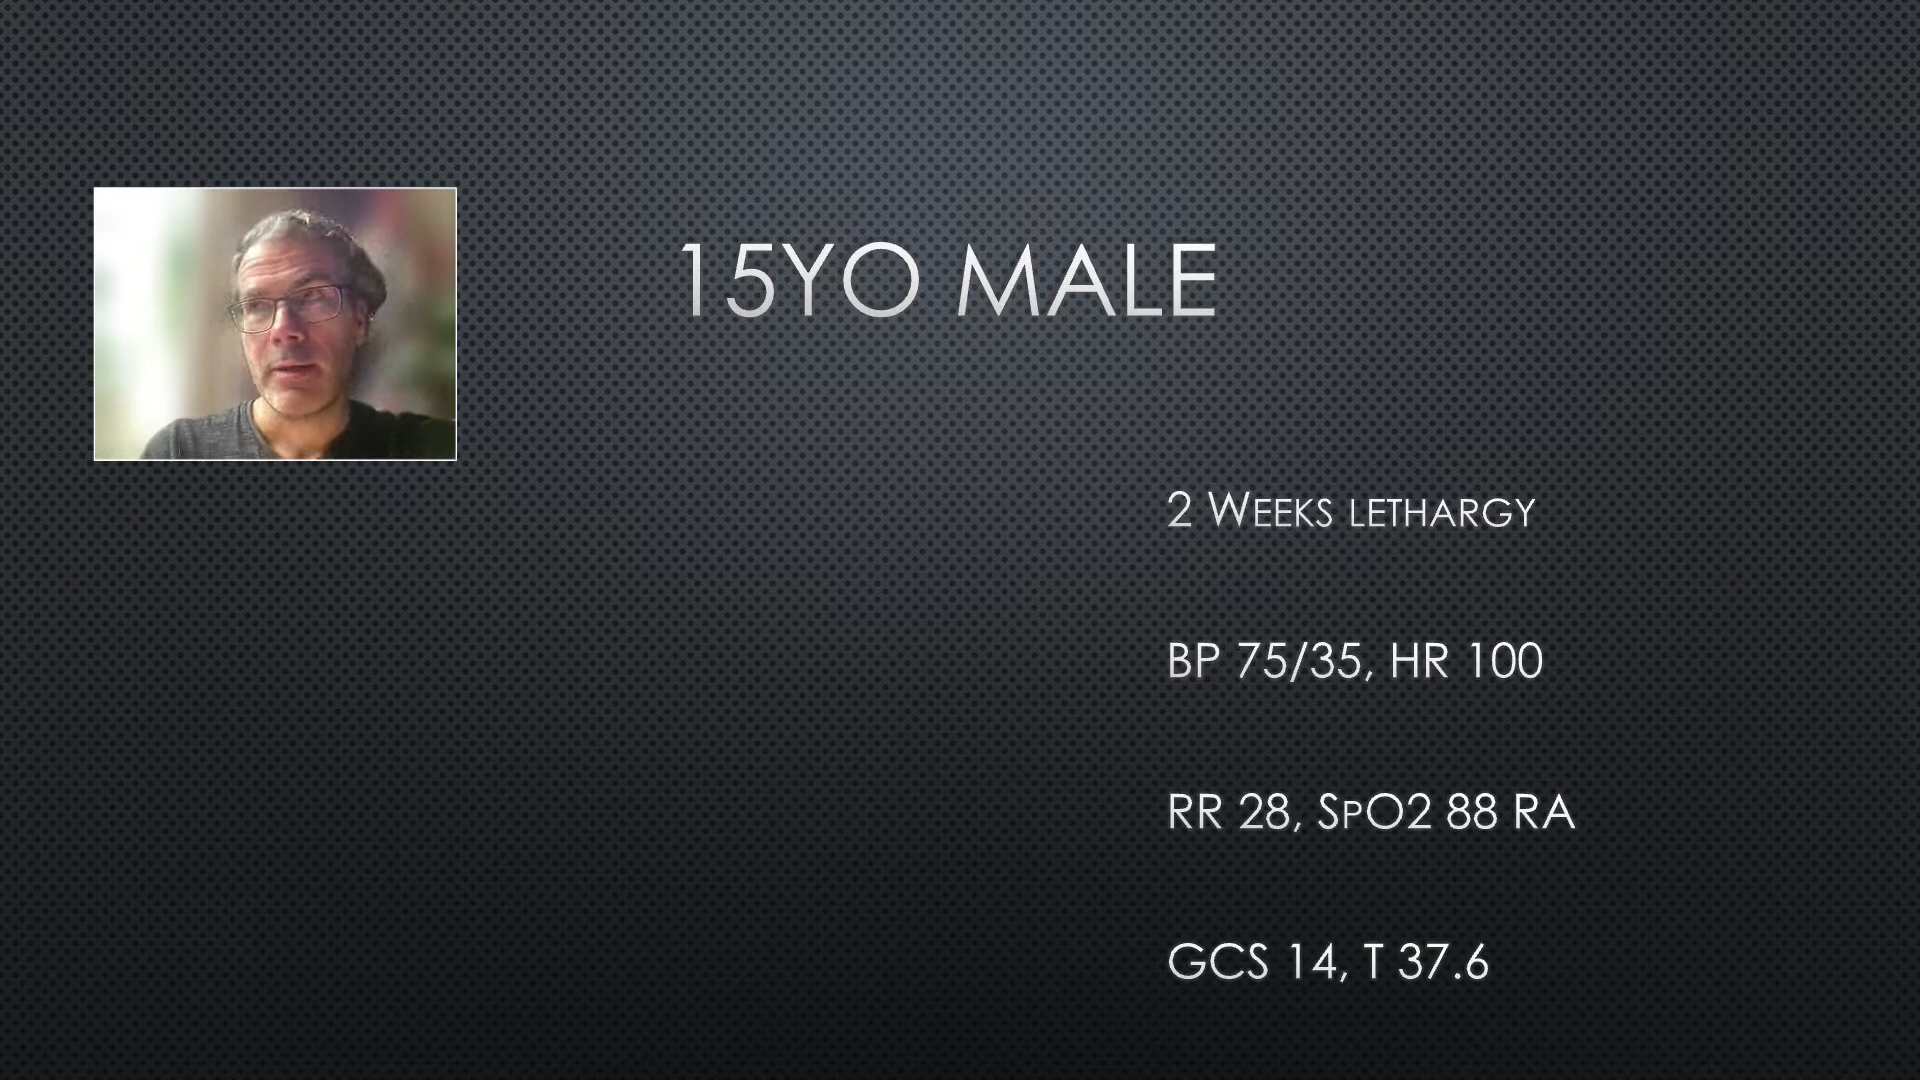 15YO MALE
2 WEEKS LETHARGY
BP 75/35, HR 100
RR 28, SPO2 88 RA
GCS 14, T 37.6